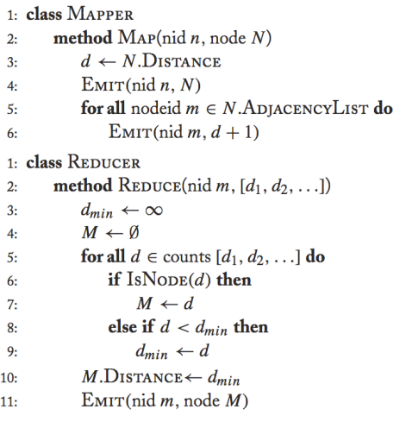 1: class MAPPER
2: method MAP(nid n, node N)
3: d ← N.DISTANCE
4: EMIT(nid n, N)
5: for all nodeid m ∈ N.ADJACENCYLIST do
6: EMIT(nid m, d + 1)
1: class REDUCER
2: method REDUCE(nid m, [d₁, d₂, . . .])
3: dₘᵢₙ ← ∞
4: M ← ∅
5: for all d ∈ counts [d₁, d₂, . . .] do
6: if ISNODE(d) then
7: M ← d
8: else if d < dₘᵢₙ then
9: dₘᵢₙ ← d
10: M.DISTANCE ← dₘᵢₙ
11: EMIT(nid m, node M)